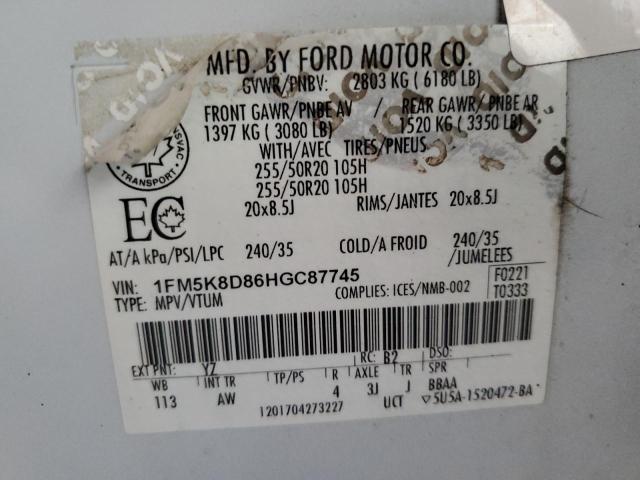 MFD. BY FORD MOTOR CO.
GVWR/PNBV: 2803 KG ( 6180 LB)
FRONT GAWR/PNBE AV / REAR GAWR/ PNBE AR
1397 KG ( 3080 LB) 1520 KG ( 3350 LB)
WITH/AVEC TIRES/PNEUS
255/50R20 105H
255/50R20 105H
TRANSPORT
EC
20x8.5J RIMS/JANTES 20x8.5J
AT/A kPa/PSI/LPC 240/35 COLD/A FROID 240/35
/JUMELEES
VIN: 1FM5K8D86HGC87745 F0221
TYPE: MPV/VTUM COMPLIES: ICES/NMB-002 T0333
EXT PNT: YZ RC: B2 DSO:
WB INT TR TP/PS R AXLE TR SPR
113 AW 4 3J J BBAA
1201704273227 UCT ▽5U5A-1520472-BA